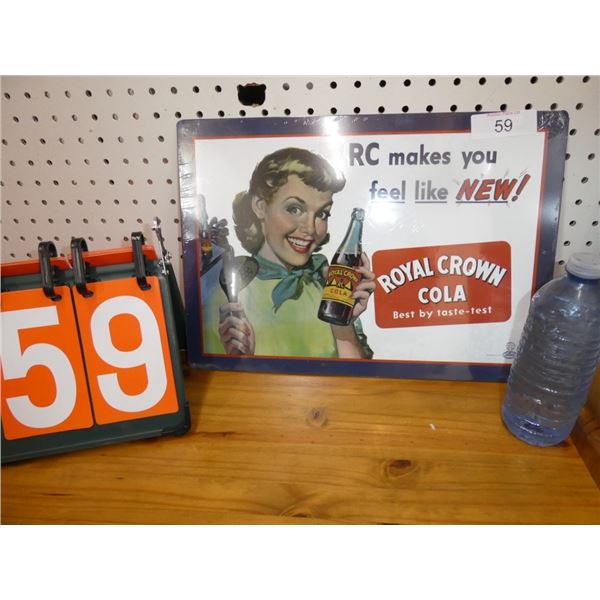 59
RC makes you
feel like NEW!
ROYAL CROWN
COLA
Best by taste-test
ROYAL CROWN
COLA
59